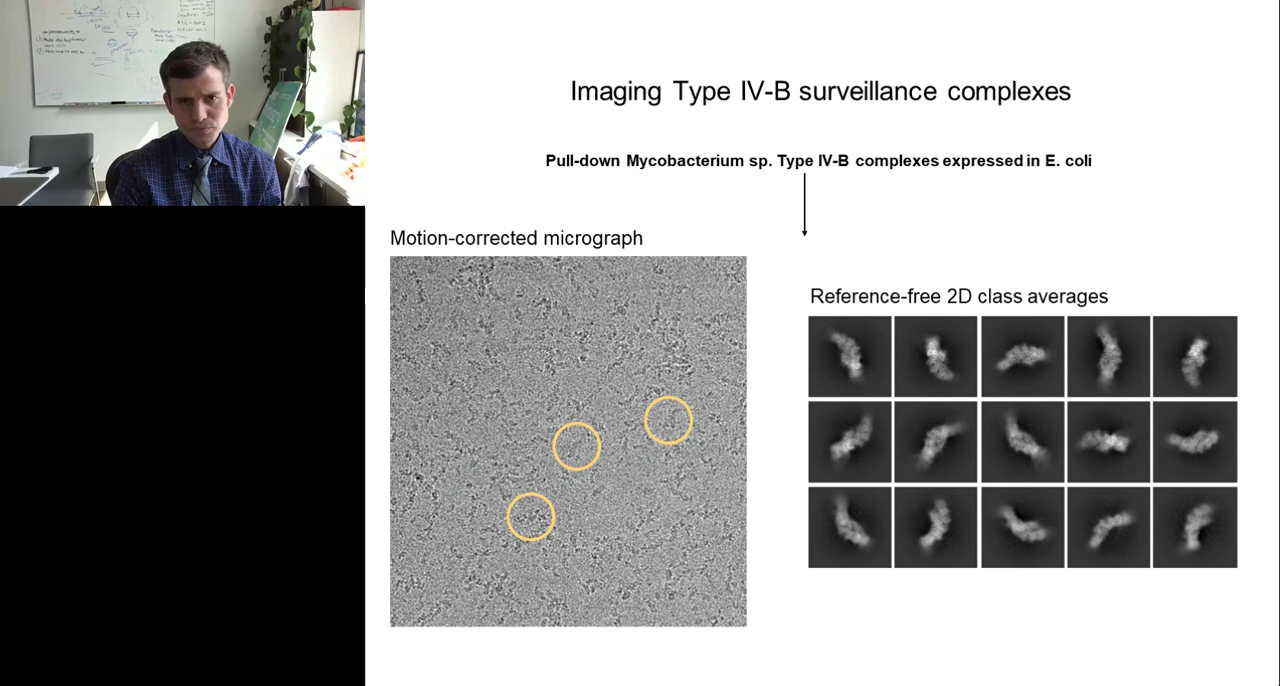 Imaging Type IV-B surveillance complexes
Pull-down Mycobacterium sp. Type IV-B complexes expressed in E. coli
Motion-corrected micrograph
Reference-free 2D class averages